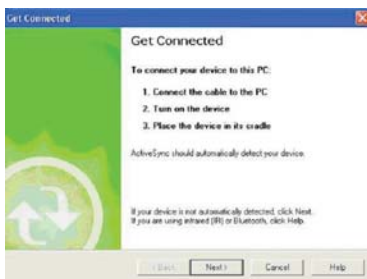 Get Connected
Get Connected
To connect your device to this PC:
1. Connect the cable to the PC
2. Turn on the device
3. Place the device in its cradle
ActiveSync should automatically detect your device.
If your device is not automatically detected, click Next.
If you are using infrared (IR) or Bluetooth, click Help.
< Back Next > Cancel Help